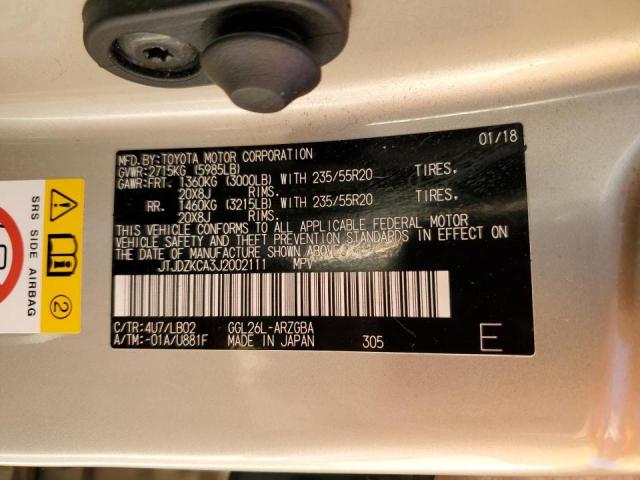 MFD.BY:TOYOTA MOTOR CORPORATION 01/18
GVWR:2715KG (5985LB)
GAWR:FRT. 1360KG (3000LB) WITH 235/55R20 TIRES.
20X8J RIMS.
RR. 1460KG (3215LB) WITH 235/55R20 TIRES.
20X8J RIMS.
THIS VEHICLE CONFORMS TO ALL APPLICABLE FEDERAL MOTOR
VEHICLE SAFETY AND THEFT PREVENTION STANDARDS IN EFFECT ON
THE DATE OF MANUFACTURE SHOWN ABOVE.
JTJDZKCA3J2002111 MPV
C/TR:4U7/LB02 GGL26L-ARZGBA
A/TM:-01A/U881F MADE IN JAPAN 305 E
SRS SIDE AIRBAG